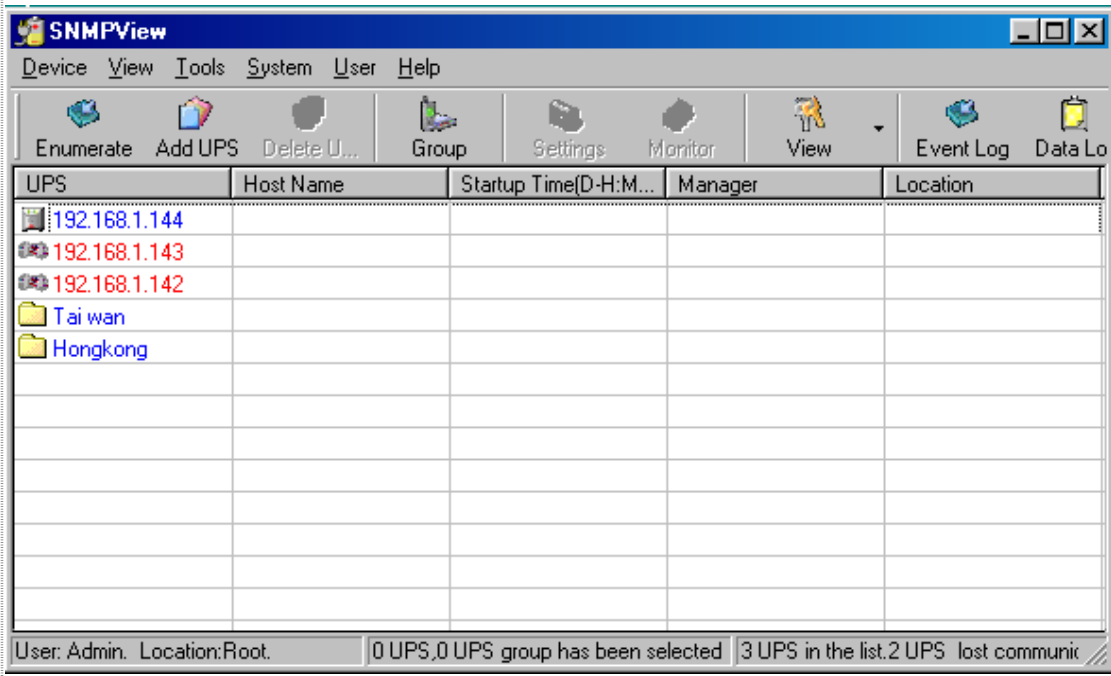 SNMPView
Device View Tools System User Help
Enumerate Add UPS Delete U... Group Settings Monitor View Event Log Data Lo
UPS Host Name Startup Time(D-H:M... Manager Location
192.168.1.144
192.168.1.143
192.168.1.142
Tai wan
Hongkong
User: Admin. Location:Root. 0 UPS,0 UPS group has been selected 3 UPS in the list.2 UPS lost communic